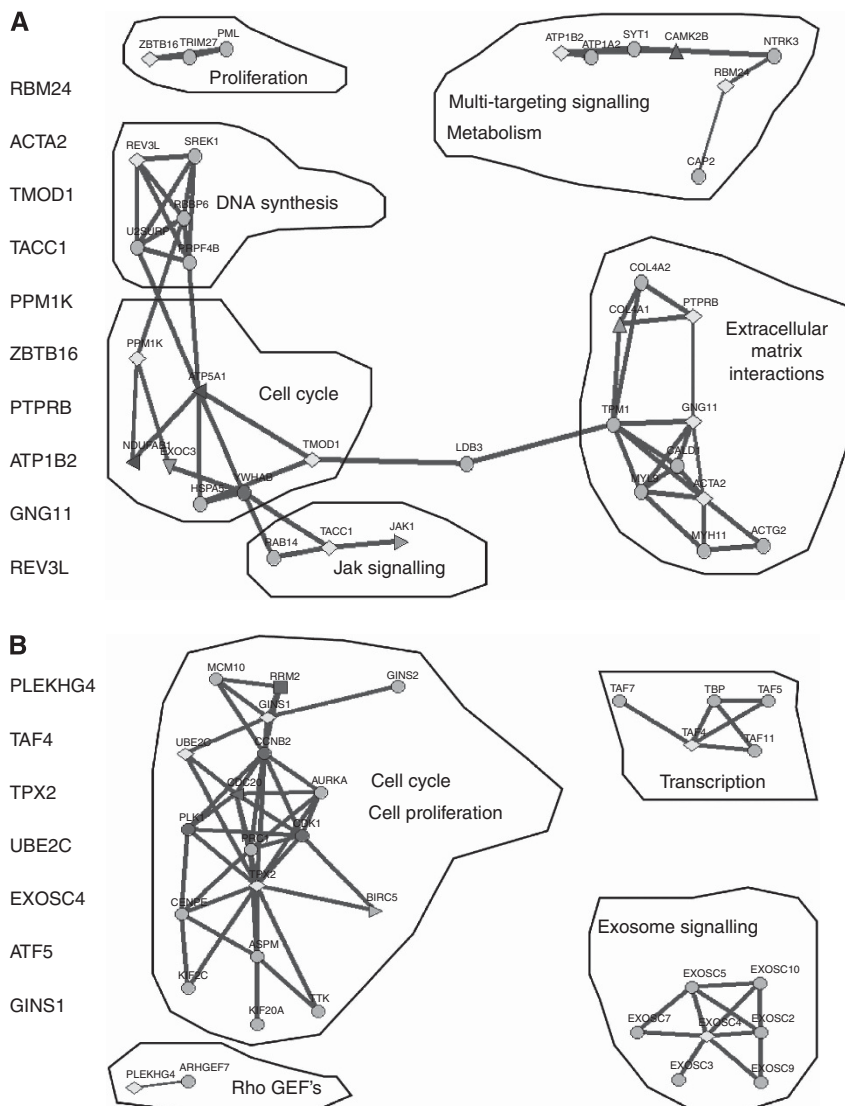 A
RBM24
ACTA2
TMOD1
TACC1
PPM1K
ZBTB16
PTPRB
ATP1B2
GNG11
REV3L
ZBTB16
TRIM27
PML
Proliferation
ATP1B2
ATP1A2
SYT1
CAMK2B
NTRK3
RBM24
CAP2
Multi-targeting signalling
Metabolism
REV3L
SREK1
RBBP6
U2SURP
PRPF4B
DNA synthesis
PPM1K
ATP5A1
NDUFAB1
EXOC3
HSPA5
YWHAB
TMOD1
Cell cycle
LDB3
RAB14
TACC1
JAK1
Jak signalling
COL4A2
COL4A1
PTPRB
Extracellular
matrix
interactions
TPM1
GNG11
CALD1
MYL9
ACTA2
MYH11
ACTG2
B
PLEKHG4
TAF4
TPX2
UBE2C
EXOSC4
ATF5
GINS1
MCM10
RRM2
GINS2
GINS1
UBE2C
CCNB2
CDC20
AURKA
PLK1
CDK1
PRC1
TPX2
CENPE
BIRC5
ASPM
KIF2C
KIF20A
TTK
Cell cycle
Cell proliferation
TAF7
TBP
TAF5
TAF4
TAF11
Transcription
Exosome signalling
EXOSC5
EXOSC10
EXOSC7
EXOSC4
EXOSC2
EXOSC3
EXOSC9
PLEKHG4
ARHGEF7
Rho GEF's